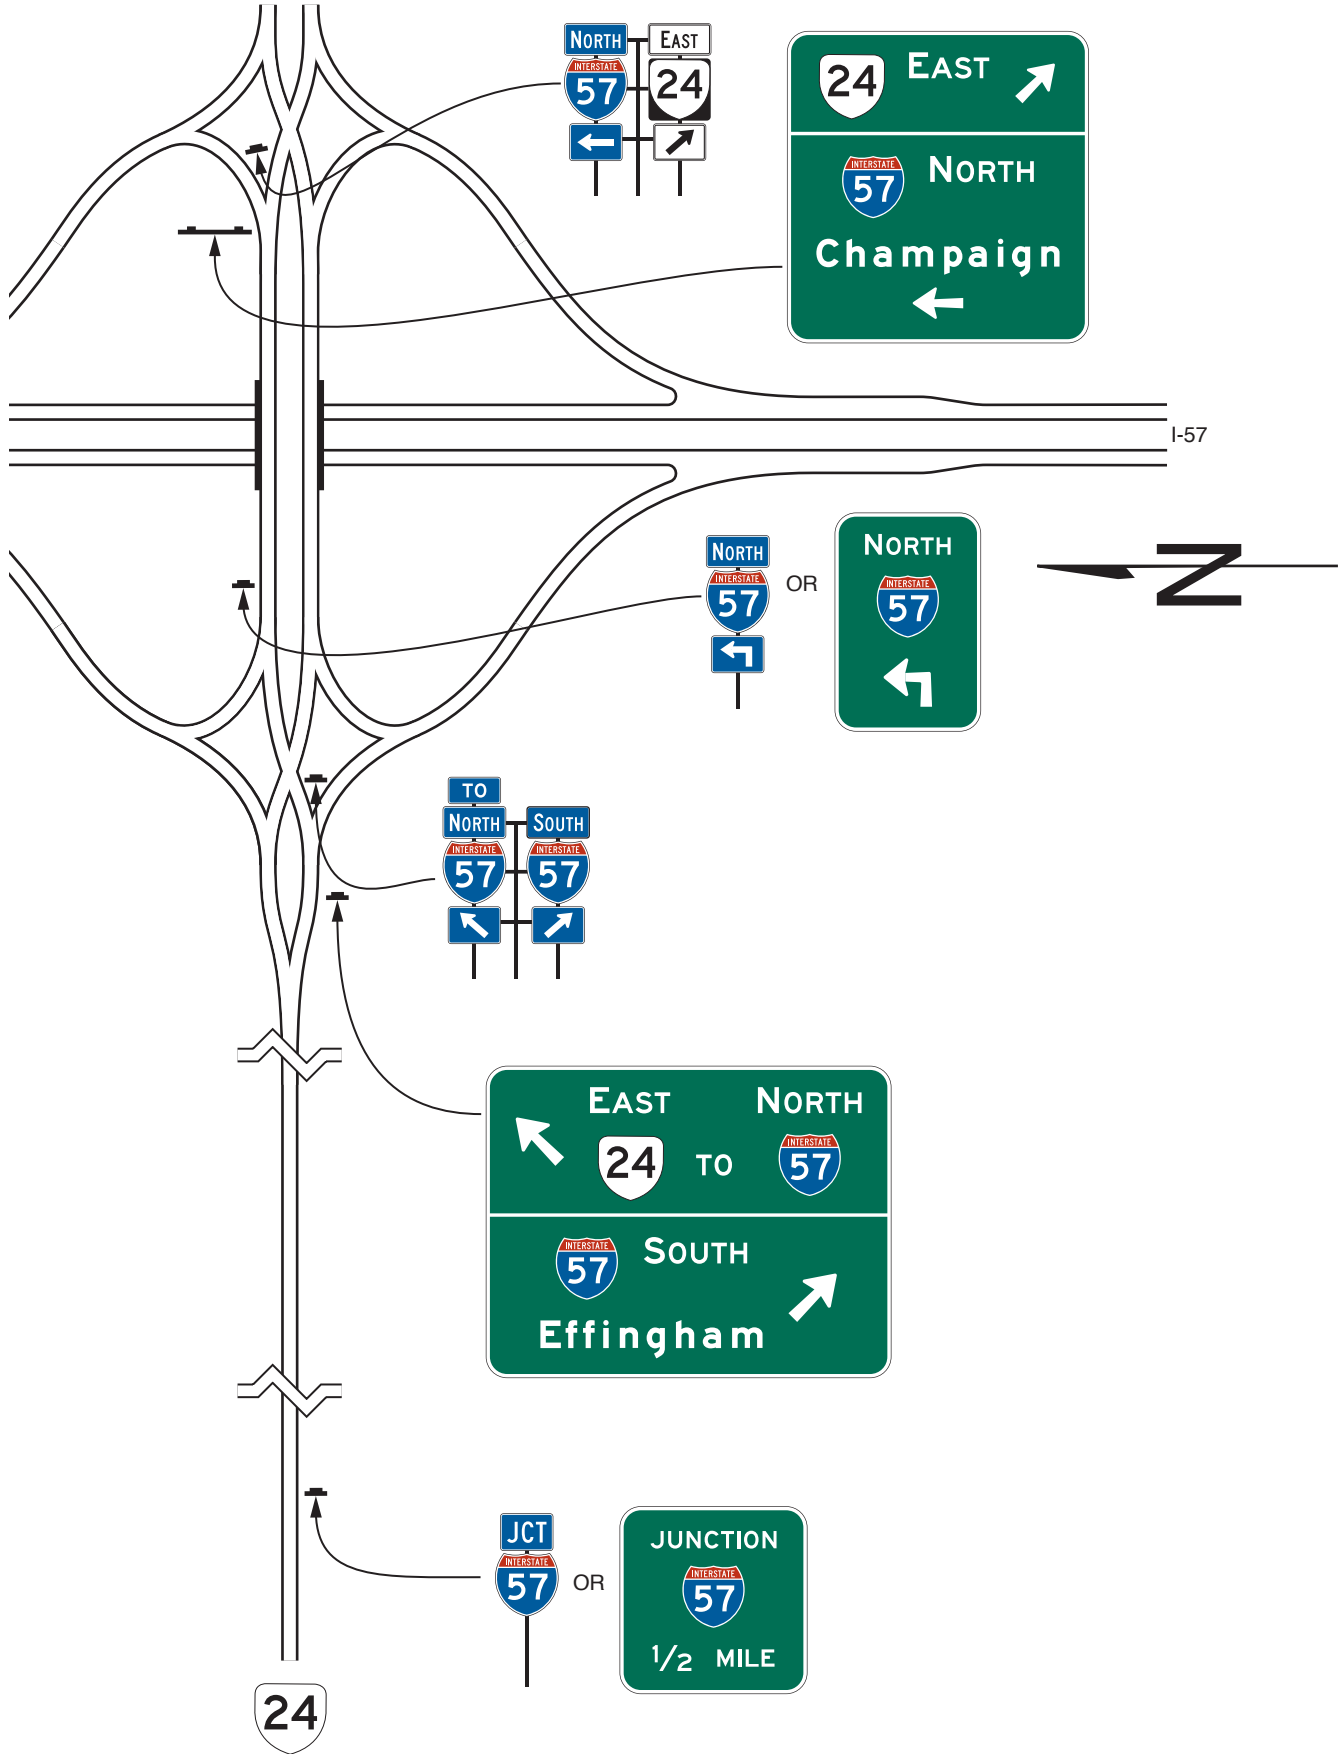 NORTH
INTERSTATE
57
EAST
24
24
EAST
INTERSTATE
57
NORTH
Champaign
I-57
NORTH
INTERSTATE
57
OR
NORTH
INTERSTATE
57
N
TO
NORTH
INTERSTATE
57
SOUTH
INTERSTATE
57
EAST
24
TO
NORTH
INTERSTATE
57
INTERSTATE
57
SOUTH
Effingham
JCT
INTERSTATE
57
OR
JUNCTION
INTERSTATE
57
1/2 MILE
24